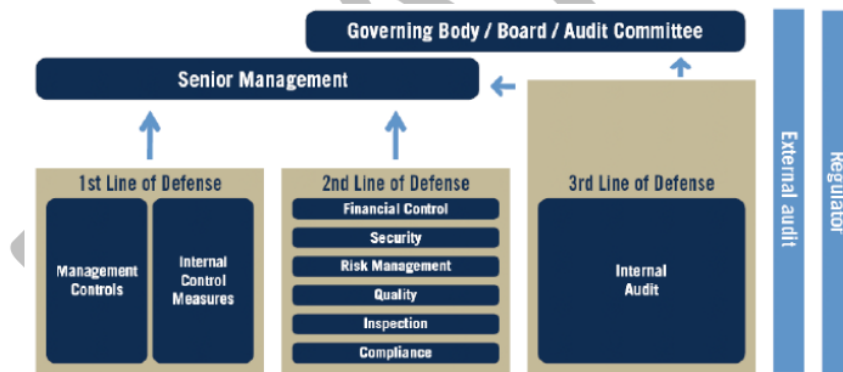 Governing Body / Board / Audit Committee
Senior Management
1st Line of Defense
Management
Controls
Internal
Control
Measures
2nd Line of Defense
Financial Control
Security
Risk Management
Quality
Inspection
Compliance
3rd Line of Defense
Internal
Audit
External audit
Regulator